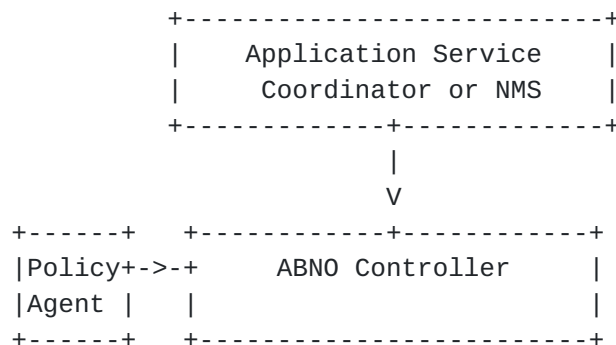 Application Service
Coordinator or NMS
V
Policy ABNO Controller
Agent